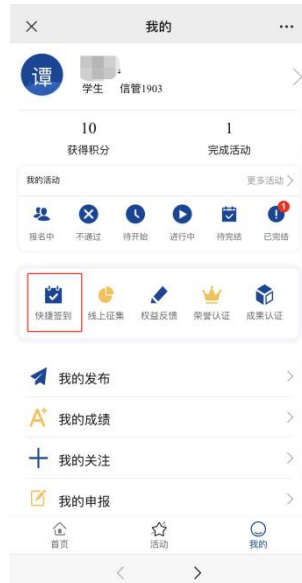 我的
谭
学生 信管1903
10 1
获得积分 完成活动
我的活动 更多活动
1
报名中 不通过 待开始 进行中 待完结 已完结
快捷签到 线上征集 权益反馈 荣誉认证 成果认证
我的发布
A+ 我的成绩
我的关注
我的申报
首页 活动 我的